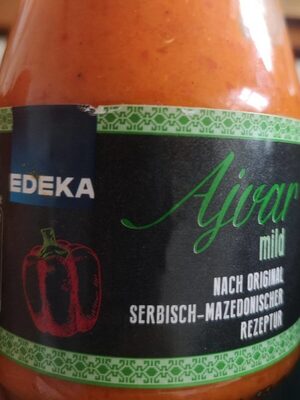 EDEKA
Ajvar
mild
NACH ORIGINAL
SERBISCH-MAZEDONISCHER
REZEPTUR